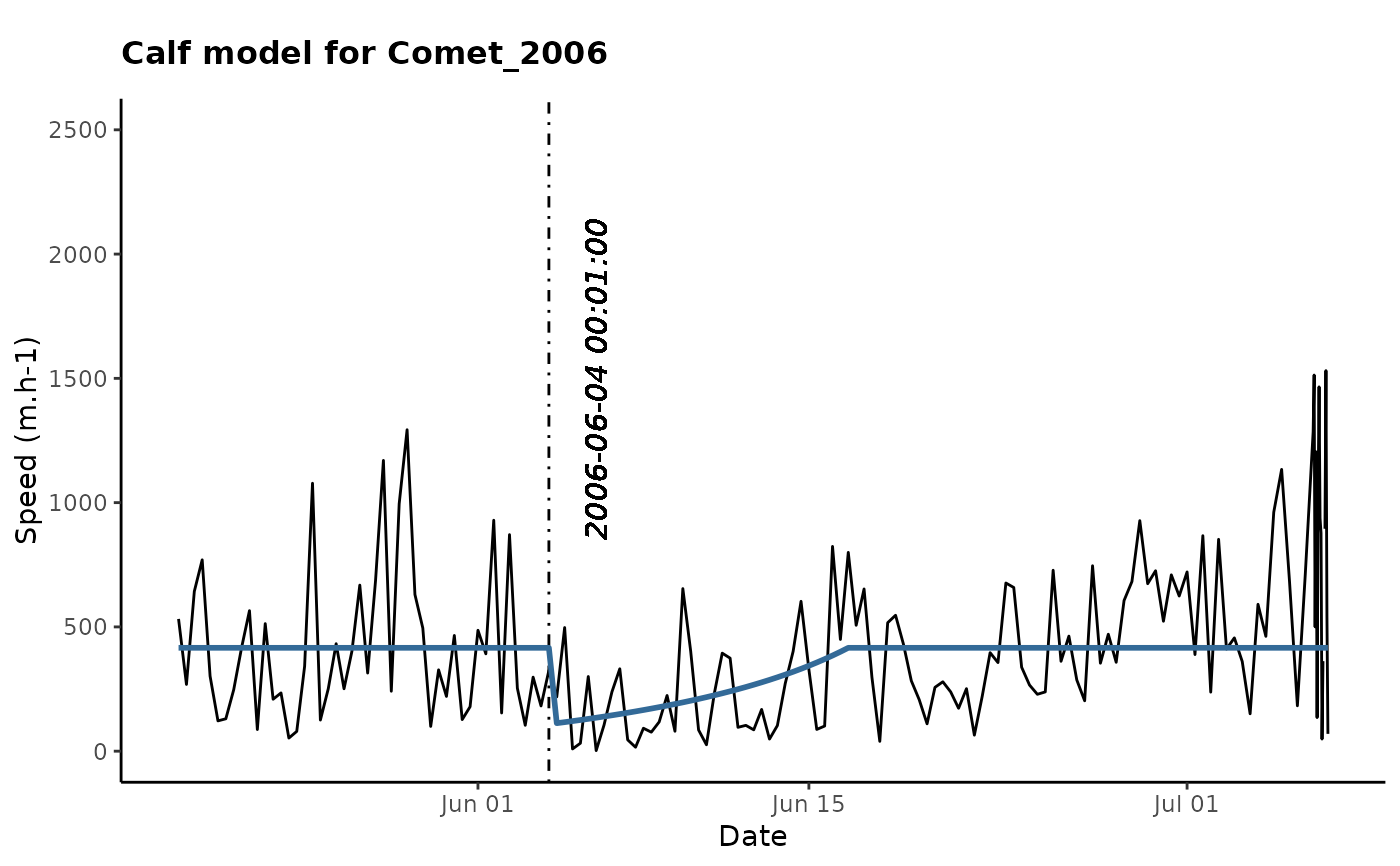 Calf model for Comet_2006
2500
2000
1500
1000
500
0
Speed (m.h-1)
2006-06-04 00:01:00
Jun 01
Jun 15
Jul 01
Date